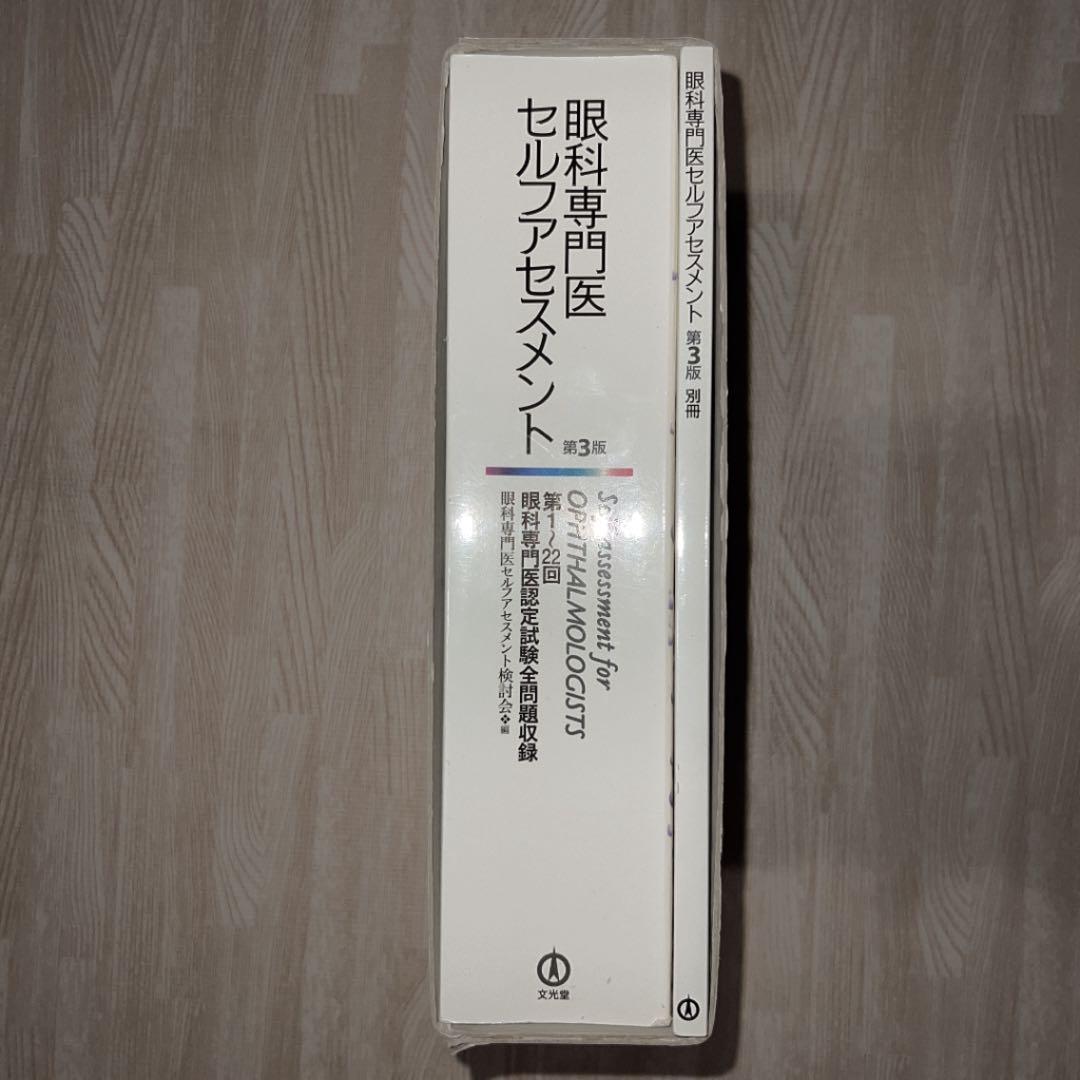 眼科専門医
セルフアセスメント
第3版
Self-assessment for
OPHTHALMOLOGISTS
第1〜22回
眼科専門医認定試験全問題収録
眼科専門医セルフアセスメント検討会❖編
文光堂
眼科専門医セルフアセスメント 第3版 別冊